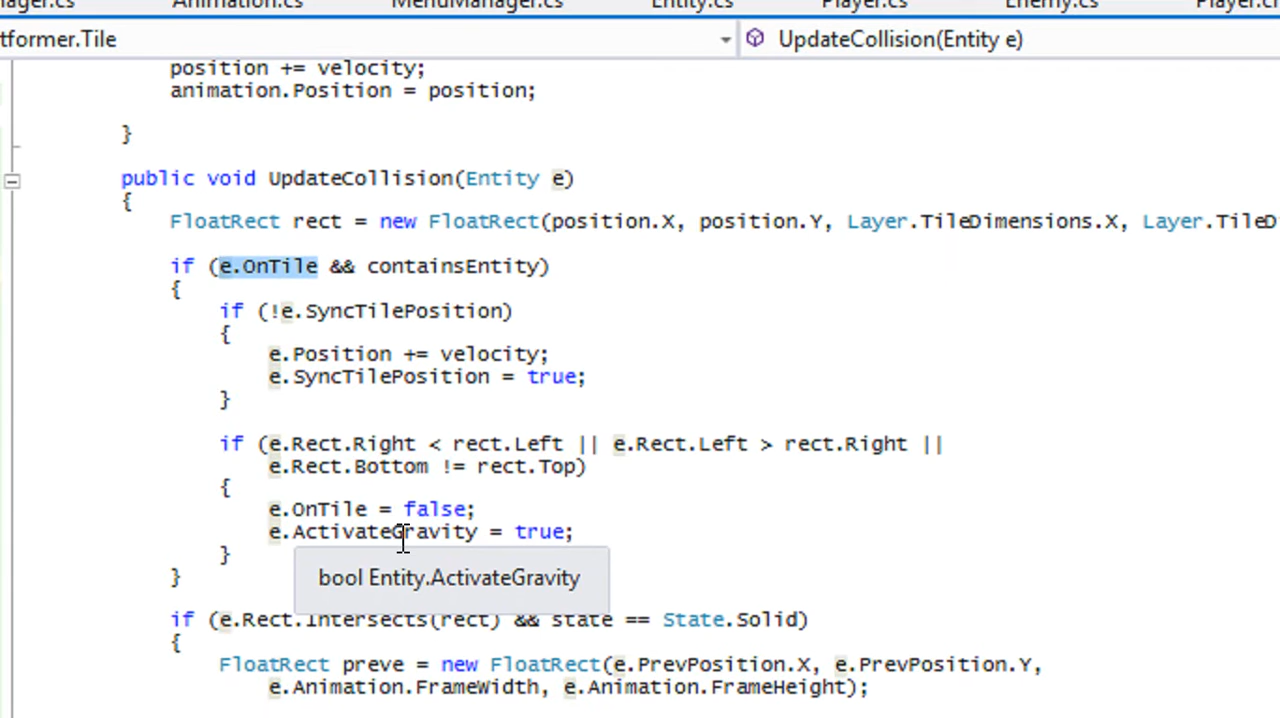 Animation.cs MenuManager.cs Entity.cs Player.cs Enemy.cs
tformer.Tile UpdateCollision(Entity e)
position += velocity;
animation.Position = position;
}
public void UpdateCollision(Entity e)
{
FloatRect rect = new FloatRect(position.X, position.Y, Layer.TileDimensions.X, Layer.TileD
if (e.OnTile && containsEntity)
{
if (!e.SyncTilePosition)
{
e.Position += velocity;
e.SyncTilePosition = true;
}
if (e.Rect.Right < rect.Left || e.Rect.Left > rect.Right ||
e.Rect.Bottom != rect.Top)
{
e.OnTile = false;
e.ActivateGravity = true;
}
bool Entity.ActivateGravity
}
if (e.Rect.Intersects(rect) && state == State.Solid)
{
FloatRect preve = new FloatRect(e.PrevPosition.X, e.PrevPosition.Y,
e.Animation.FrameWidth, e.Animation.FrameHeight);